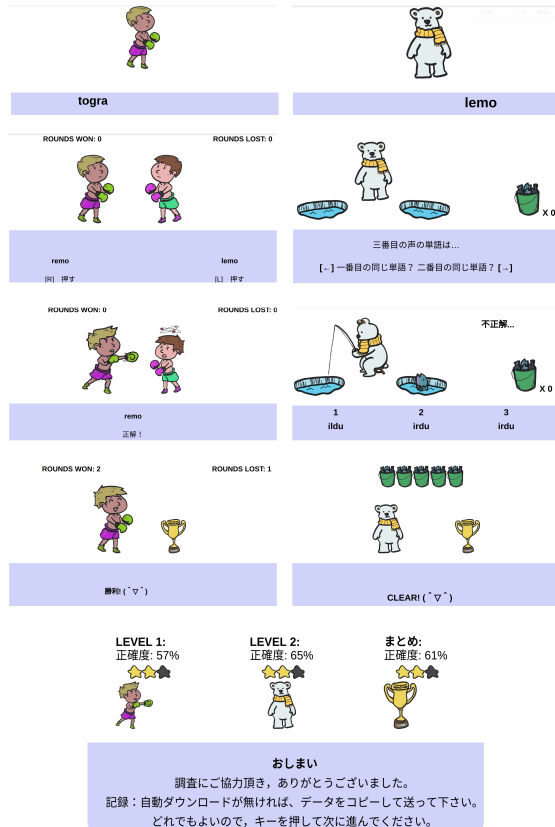 togra
lemo
ROUNDS WON: 0
ROUNDS LOST: 0
remo
lemo
[R] 押す
[L] 押す
三番目の声の単語は…
[←] 一番目の同じ単語？ 二番目の同じ単語？ [→]
X 0
ROUNDS WON: 0
ROUNDS LOST: 0
remo
正解！
不正解...
X 0
1 2 3
ildu irdu irdu
ROUNDS WON: 2
ROUNDS LOST: 1
勝利! (＾▽＾)
CLEAR! (＾▽＾)
LEVEL 1:
正確度: 57%
LEVEL 2:
正確度: 65%
まとめ:
正確度: 61%
おしまい
調査にご協力頂き，ありがとうございました。
記録：自動ダウンロードが無ければ、データをコピーして送って下さい。
どれでもよいので，キーを押して次に進んでください。